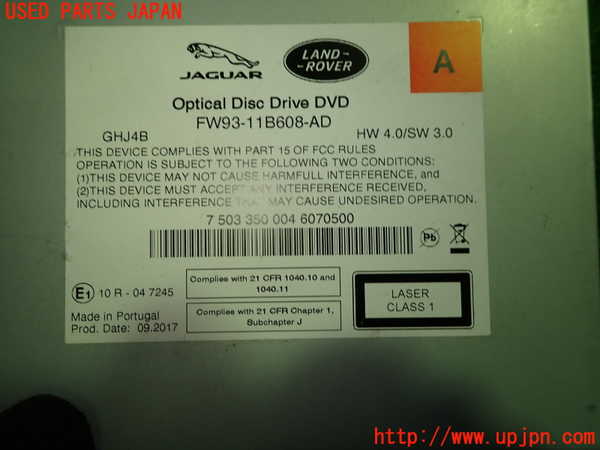 USED PARTS JAPAN
JAGUAR
LAND-
ROVER
A
Optical Disc Drive DVD
FW93-11B608-AD
GHJ4B
HW 4.0/SW 3.0
THIS DEVICE COMPLIES WITH PART 15 OF FCC RULES
OPERATION IS SUBJECT TO THE FOLLOWING TWO CONDITIONS:
(1)THIS DEVICE MAY NOT CAUSE HARMFULL INTERFERENCE, and
(2)THIS DEVICE MUST ACCEPT ANY INTERFERENCE RECEIVED,
INCLUDING INTERFERENCE THAT MAY CAUSE UNDESIRED OPERATION.
7 503 350 004 6070500
Pb
E1 10 R - 04 7245
Complies with 21 CFR 1040.10 and
1040.11
Made in Portugal
Prod. Date: 09.2017
Complies with 21 CFR Chapter 1,
Subchapter J
LASER
CLASS 1
http://www.upjpn.com/